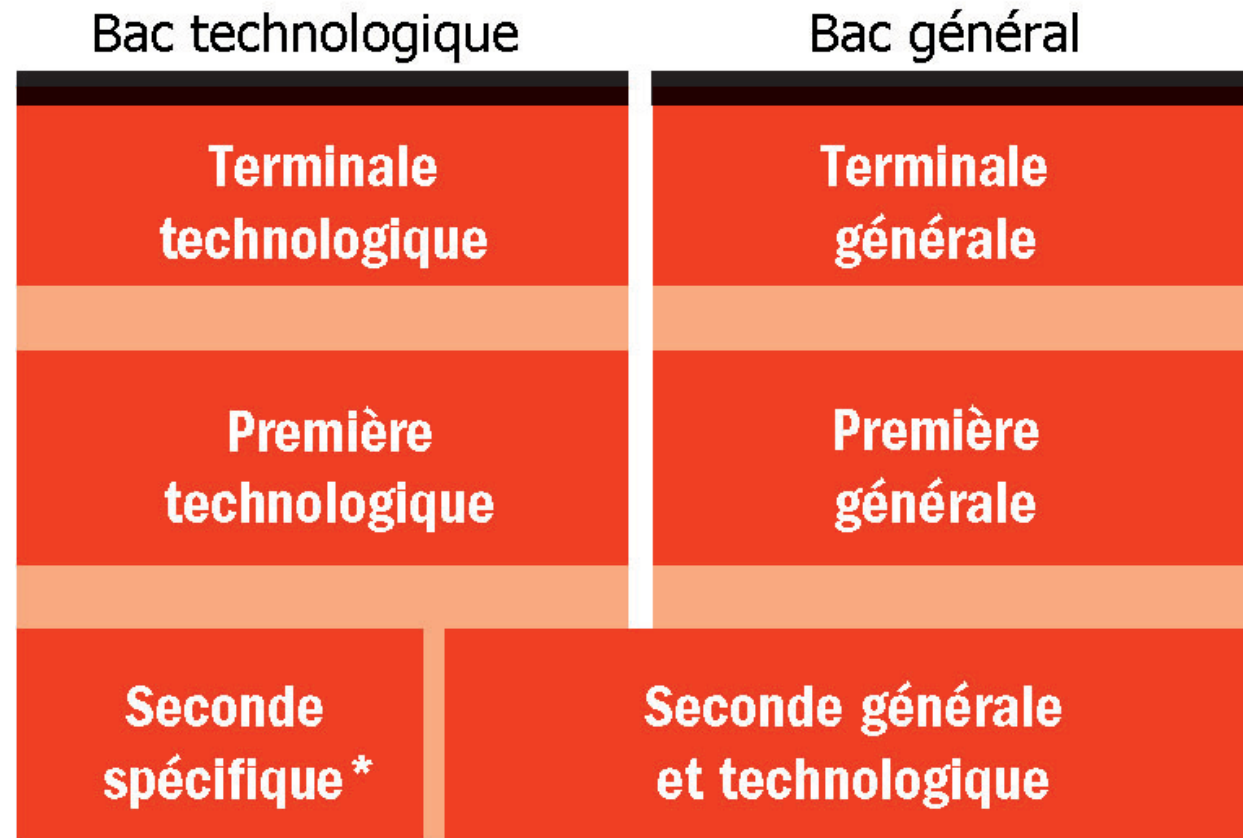 Bac technologique
Bac général
Terminale
technologique
Terminale
générale
Première
technologique
Première
générale
Seconde
spécifique*
Seconde générale
et technologique